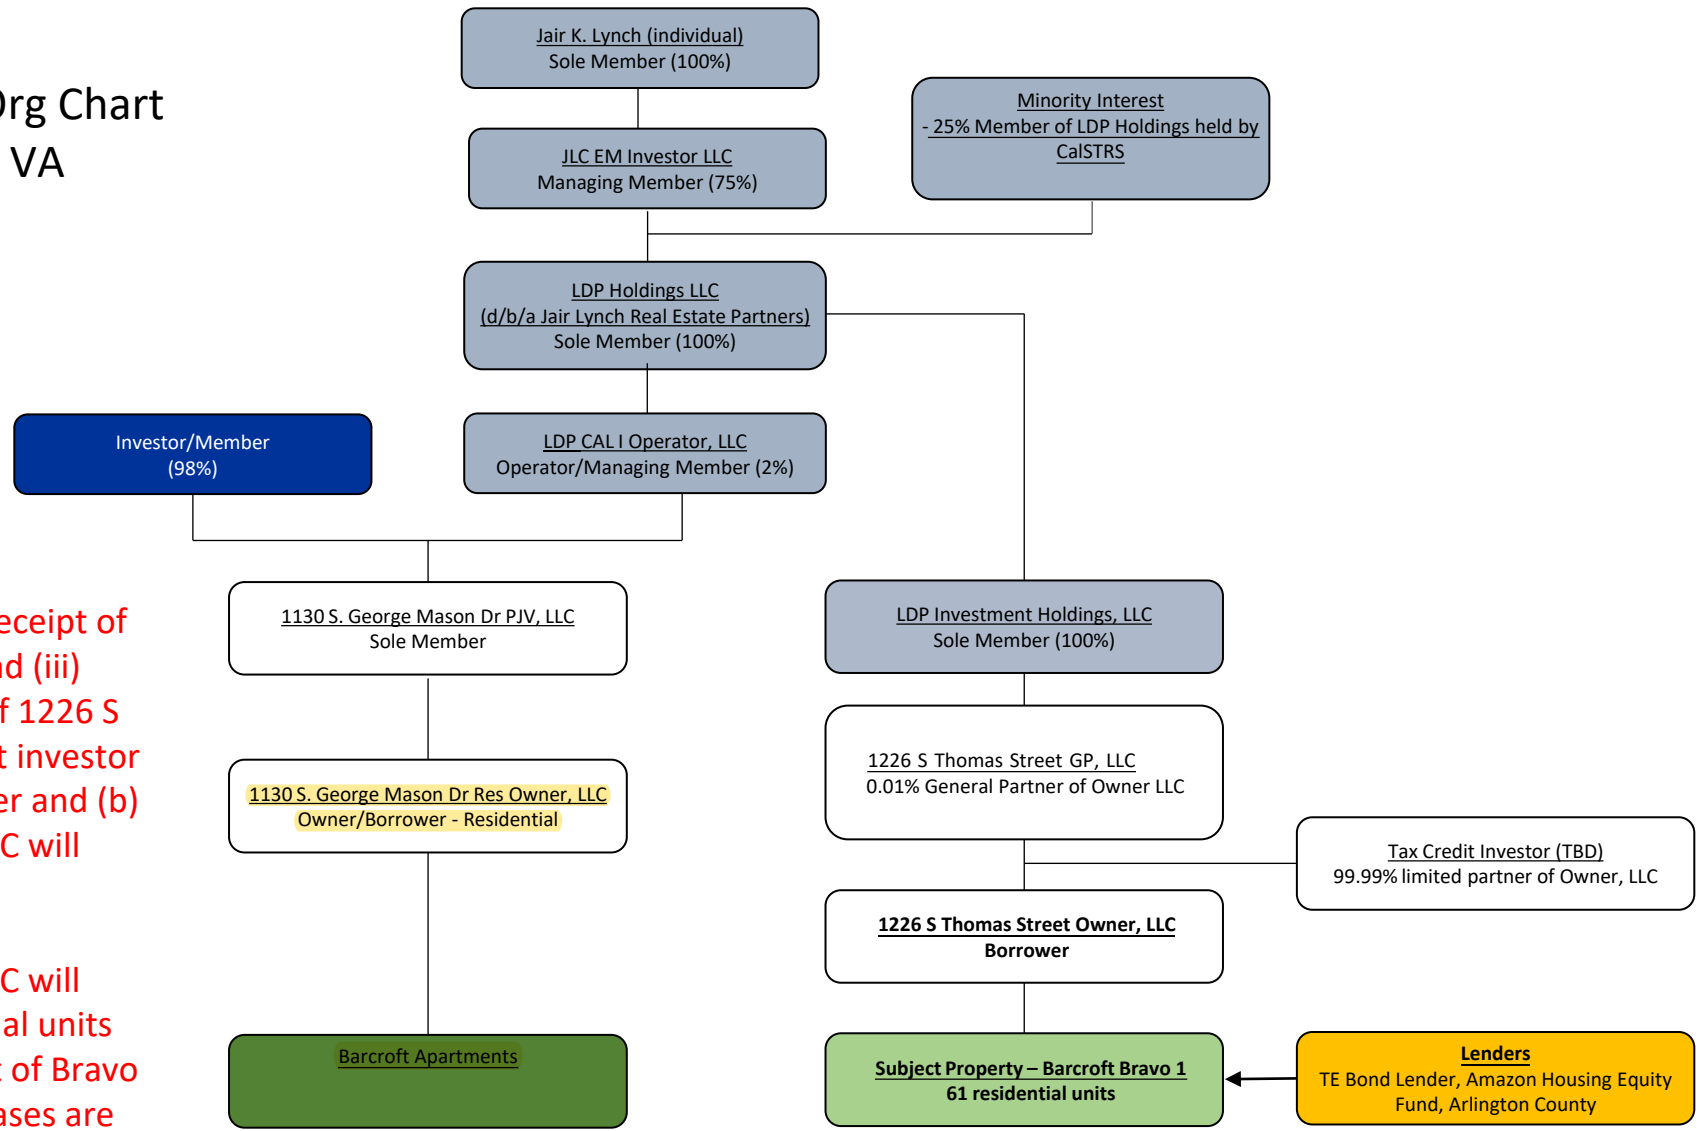 Org Chart
VA
Jair K. Lynch (individual)
Sole Member (100%)
Minority Interest
- 25% Member of LDP Holdings held by
CalSTRS
JLC EM Investor LLC
Managing Member (75%)
LDP Holdings LLC
(d/b/a Jair Lynch Real Estate Partners)
Sole Member (100%)
Investor/Member
(98%)
LDP CAL I Operator, LLC
Operator/Managing Member (2%)
eceipt of
nd (iii)
f 1226 S
t investor
er and (b)
C will
C will
al units
t of Bravo
ases are
1130 S. George Mason Dr PJV, LLC
Sole Member
LDP Investment Holdings, LLC
Sole Member (100%)
1226 S Thomas Street GP, LLC
0.01% General Partner of Owner LLC
1130 S. George Mason Dr Res Owner, LLC
Owner/Borrower - Residential
Tax Credit Investor (TBD)
99.99% limited partner of Owner, LLC
1226 S Thomas Street Owner, LLC
Borrower
Barcroft Apartments
Subject Property – Barcroft Bravo 1
61 residential units
Lenders
TE Bond Lender, Amazon Housing Equity
Fund, Arlington County